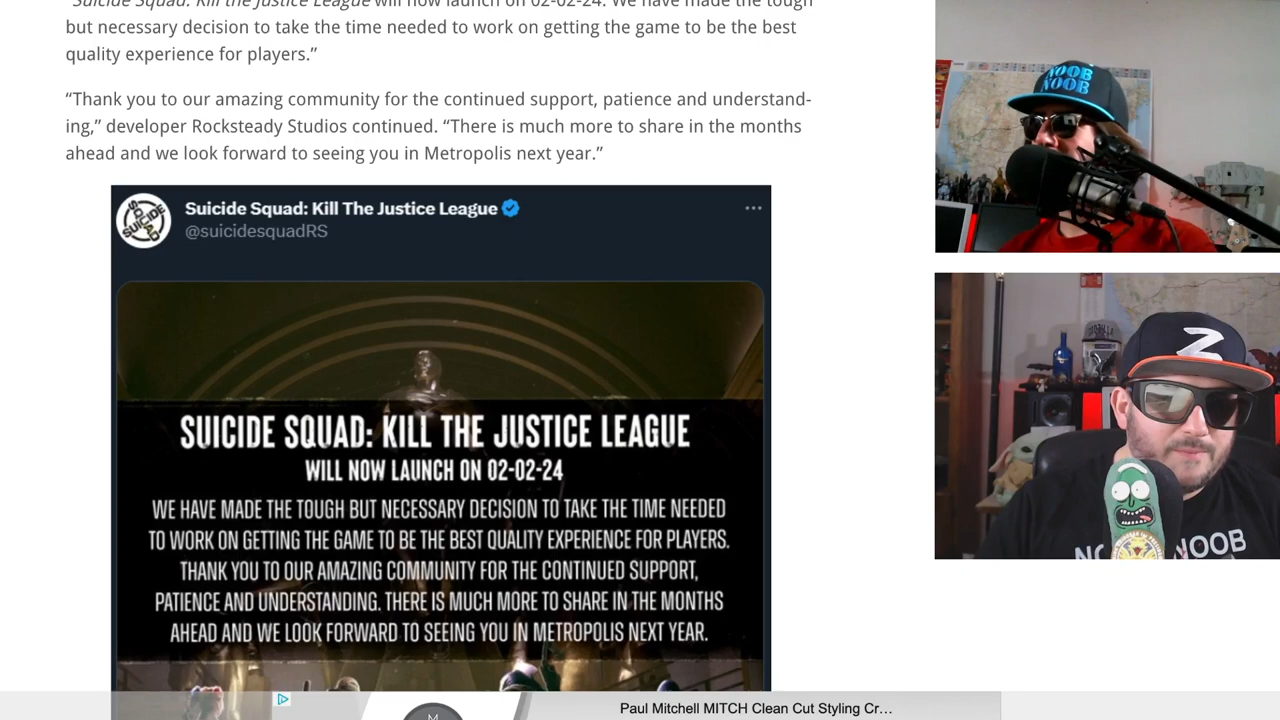 “Suicide Squad: Kill the Justice League will now launch on 02-02-24. We have made the tough
but necessary decision to take the time needed to work on getting the game to be the best
quality experience for players.”
“Thank you to our amazing community for the continued support, patience and understand-
ing,” developer Rocksteady Studios continued. “There is much more to share in the months
ahead and we look forward to seeing you in Metropolis next year.”
Suicide Squad: Kill The Justice League
@suicidesquadRS
SUICIDE SQUAD
SUICIDE SQUAD: KILL THE JUSTICE LEAGUE
WILL NOW LAUNCH ON 02-02-24
WE HAVE MADE THE TOUGH BUT NECESSARY DECISION TO TAKE THE TIME NEEDED
TO WORK ON GETTING THE GAME TO BE THE BEST QUALITY EXPERIENCE FOR PLAYERS.
THANK YOU TO OUR AMAZING COMMUNITY FOR THE CONTINUED SUPPORT,
PATIENCE AND UNDERSTANDING. THERE IS MUCH MORE TO SHARE IN THE MONTHS
AHEAD AND WE LOOK FORWARD TO SEEING YOU IN METROPOLIS NEXT YEAR.
Paul Mitchell MITCH Clean Cut Styling Cr…
M
NOOB
NOOB
Z
NOOB